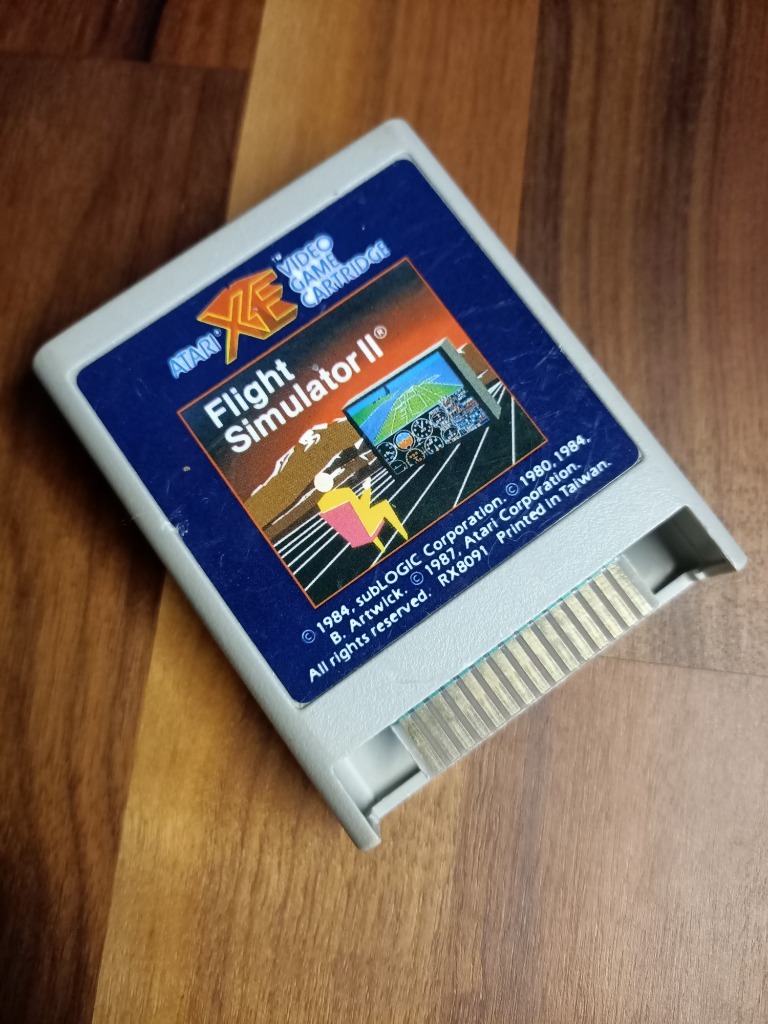 ATARI® XE™ VIDEO
GAME
CARTRIDGE
Flight
Simulator II®
© 1984, subLOGIC Corporation. © 1980, 1984,
B. Artwick. © 1987, Atari Corporation.
All rights reserved. RX8091 Printed in Taiwan.